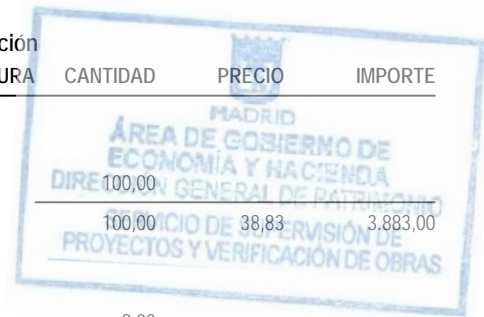 ción
URA CANTIDAD PRECIO IMPORTE
MADRID
ÁREA DE GOBIERNO DE
ECONOMÍA Y HACIENDA
100,00
DIRECCIÓN GENERAL DE PATRIMONIO
100,00 38,83 3.883,00
SERVICIO DE SUPERVISIÓN DE
PROYECTOS Y VERIFICACIÓN DE OBRAS